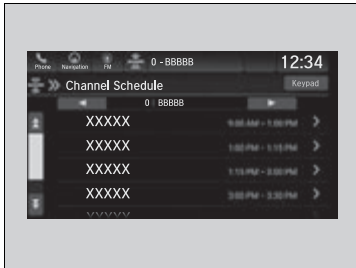 Phone Navigation FM 0 - BBBBB 12:34
Channel Schedule Keypad
0 BBBBB
XXXXX 9:00 AM - 1:00 PM
XXXXX 1:00 PM - 1:15 PM
XXXXX 1:15 PM - 3:00 PM
XXXXX 3:00 PM - 3:30 PM